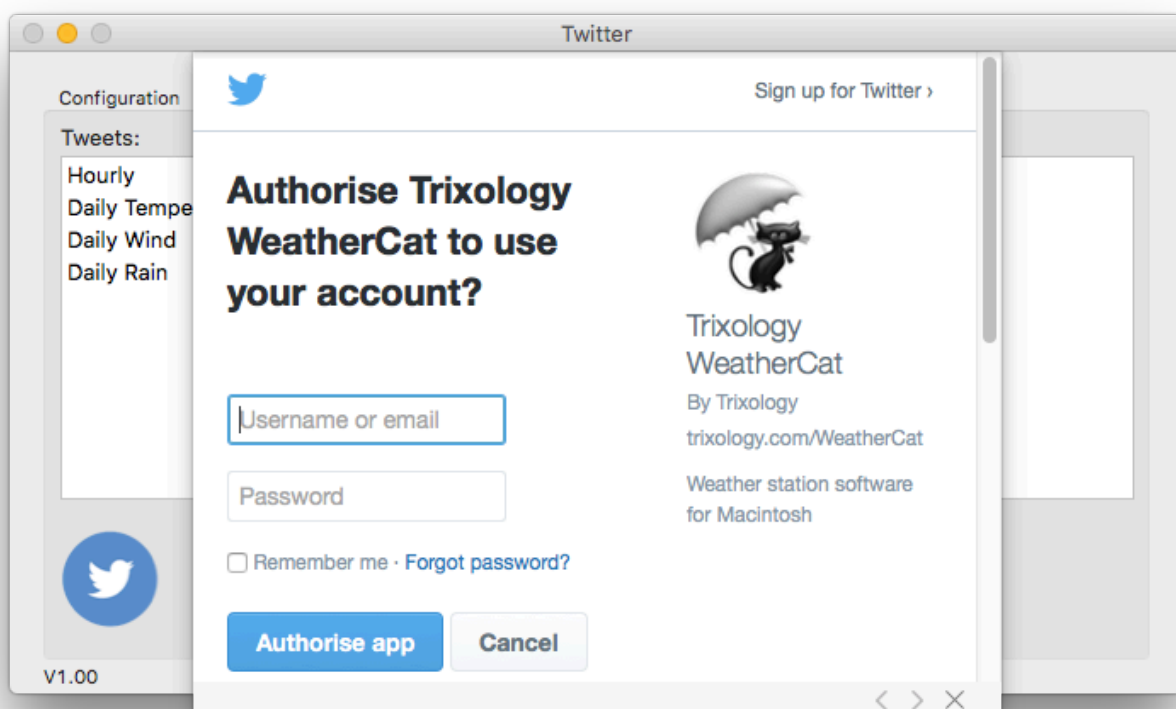 Twitter
Configuration
Tweets:
Hourly
Daily Tempe
Daily Wind
Daily Rain
V1.00
Sign up for Twitter ›
Authorise Trixology
WeatherCat to use
your account?
Username or email
Password
Remember me · Forgot password?
Authorise app
Cancel
Trixology
WeatherCat
By Trixology
trixology.com/WeatherCat
Weather station software
for Macintosh